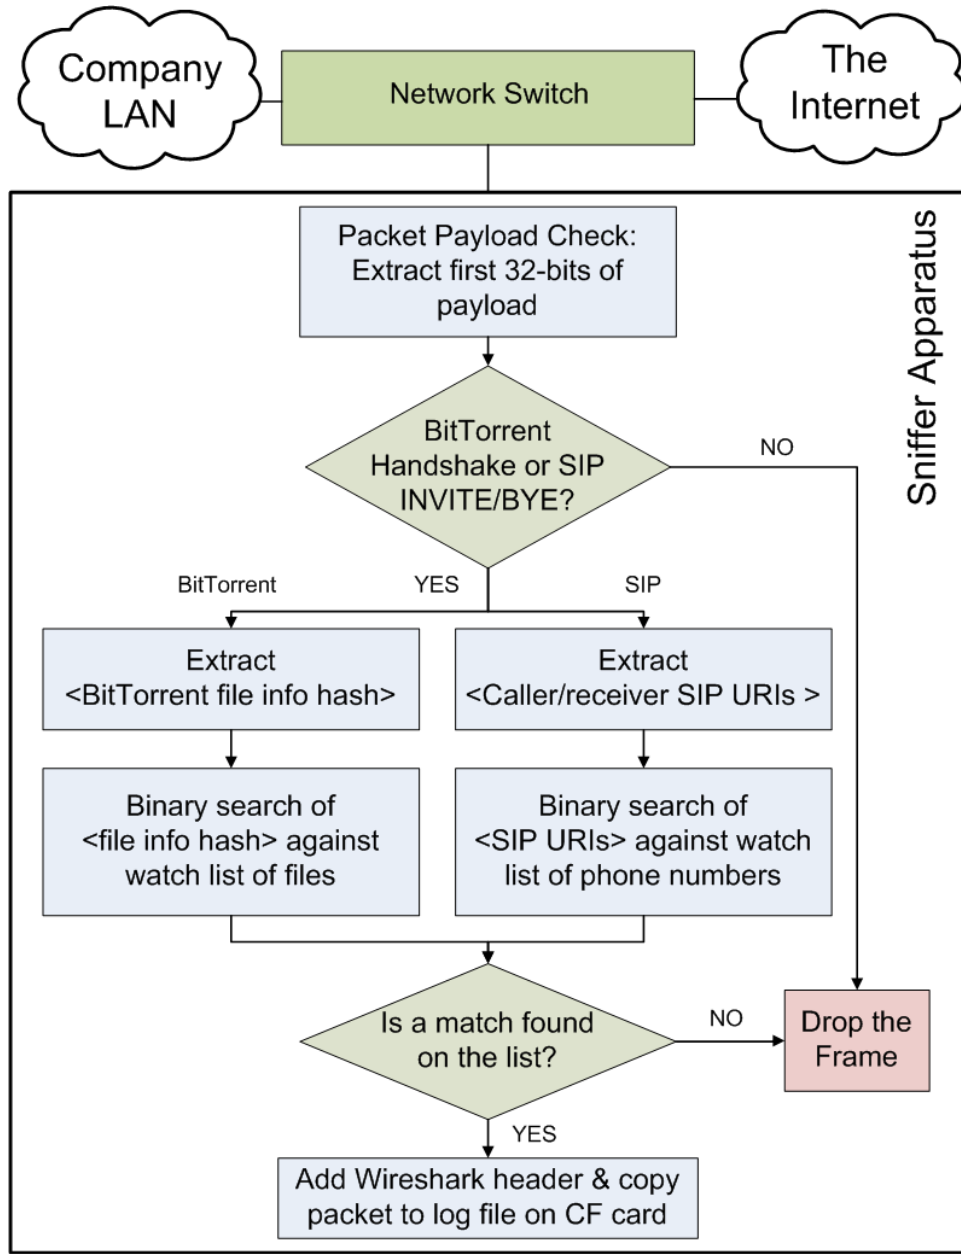 Company
LAN
Network Switch
The
Internet
Sniffer Apparatus
Packet Payload Check:
Extract first 32-bits of
payload
BitTorrent
Handshake or SIP
INVITE/BYE?
NO
BitTorrent
YES
SIP
Extract
<BitTorrent file info hash>
Extract
<Caller/receiver SIP URIs >
Binary search of
<file info hash> against
watch list of files
Binary search of
<SIP URIs> against watch
list of phone numbers
Is a match found
on the list?
NO
Drop the
Frame
YES
Add Wireshark header & copy
packet to log file on CF card